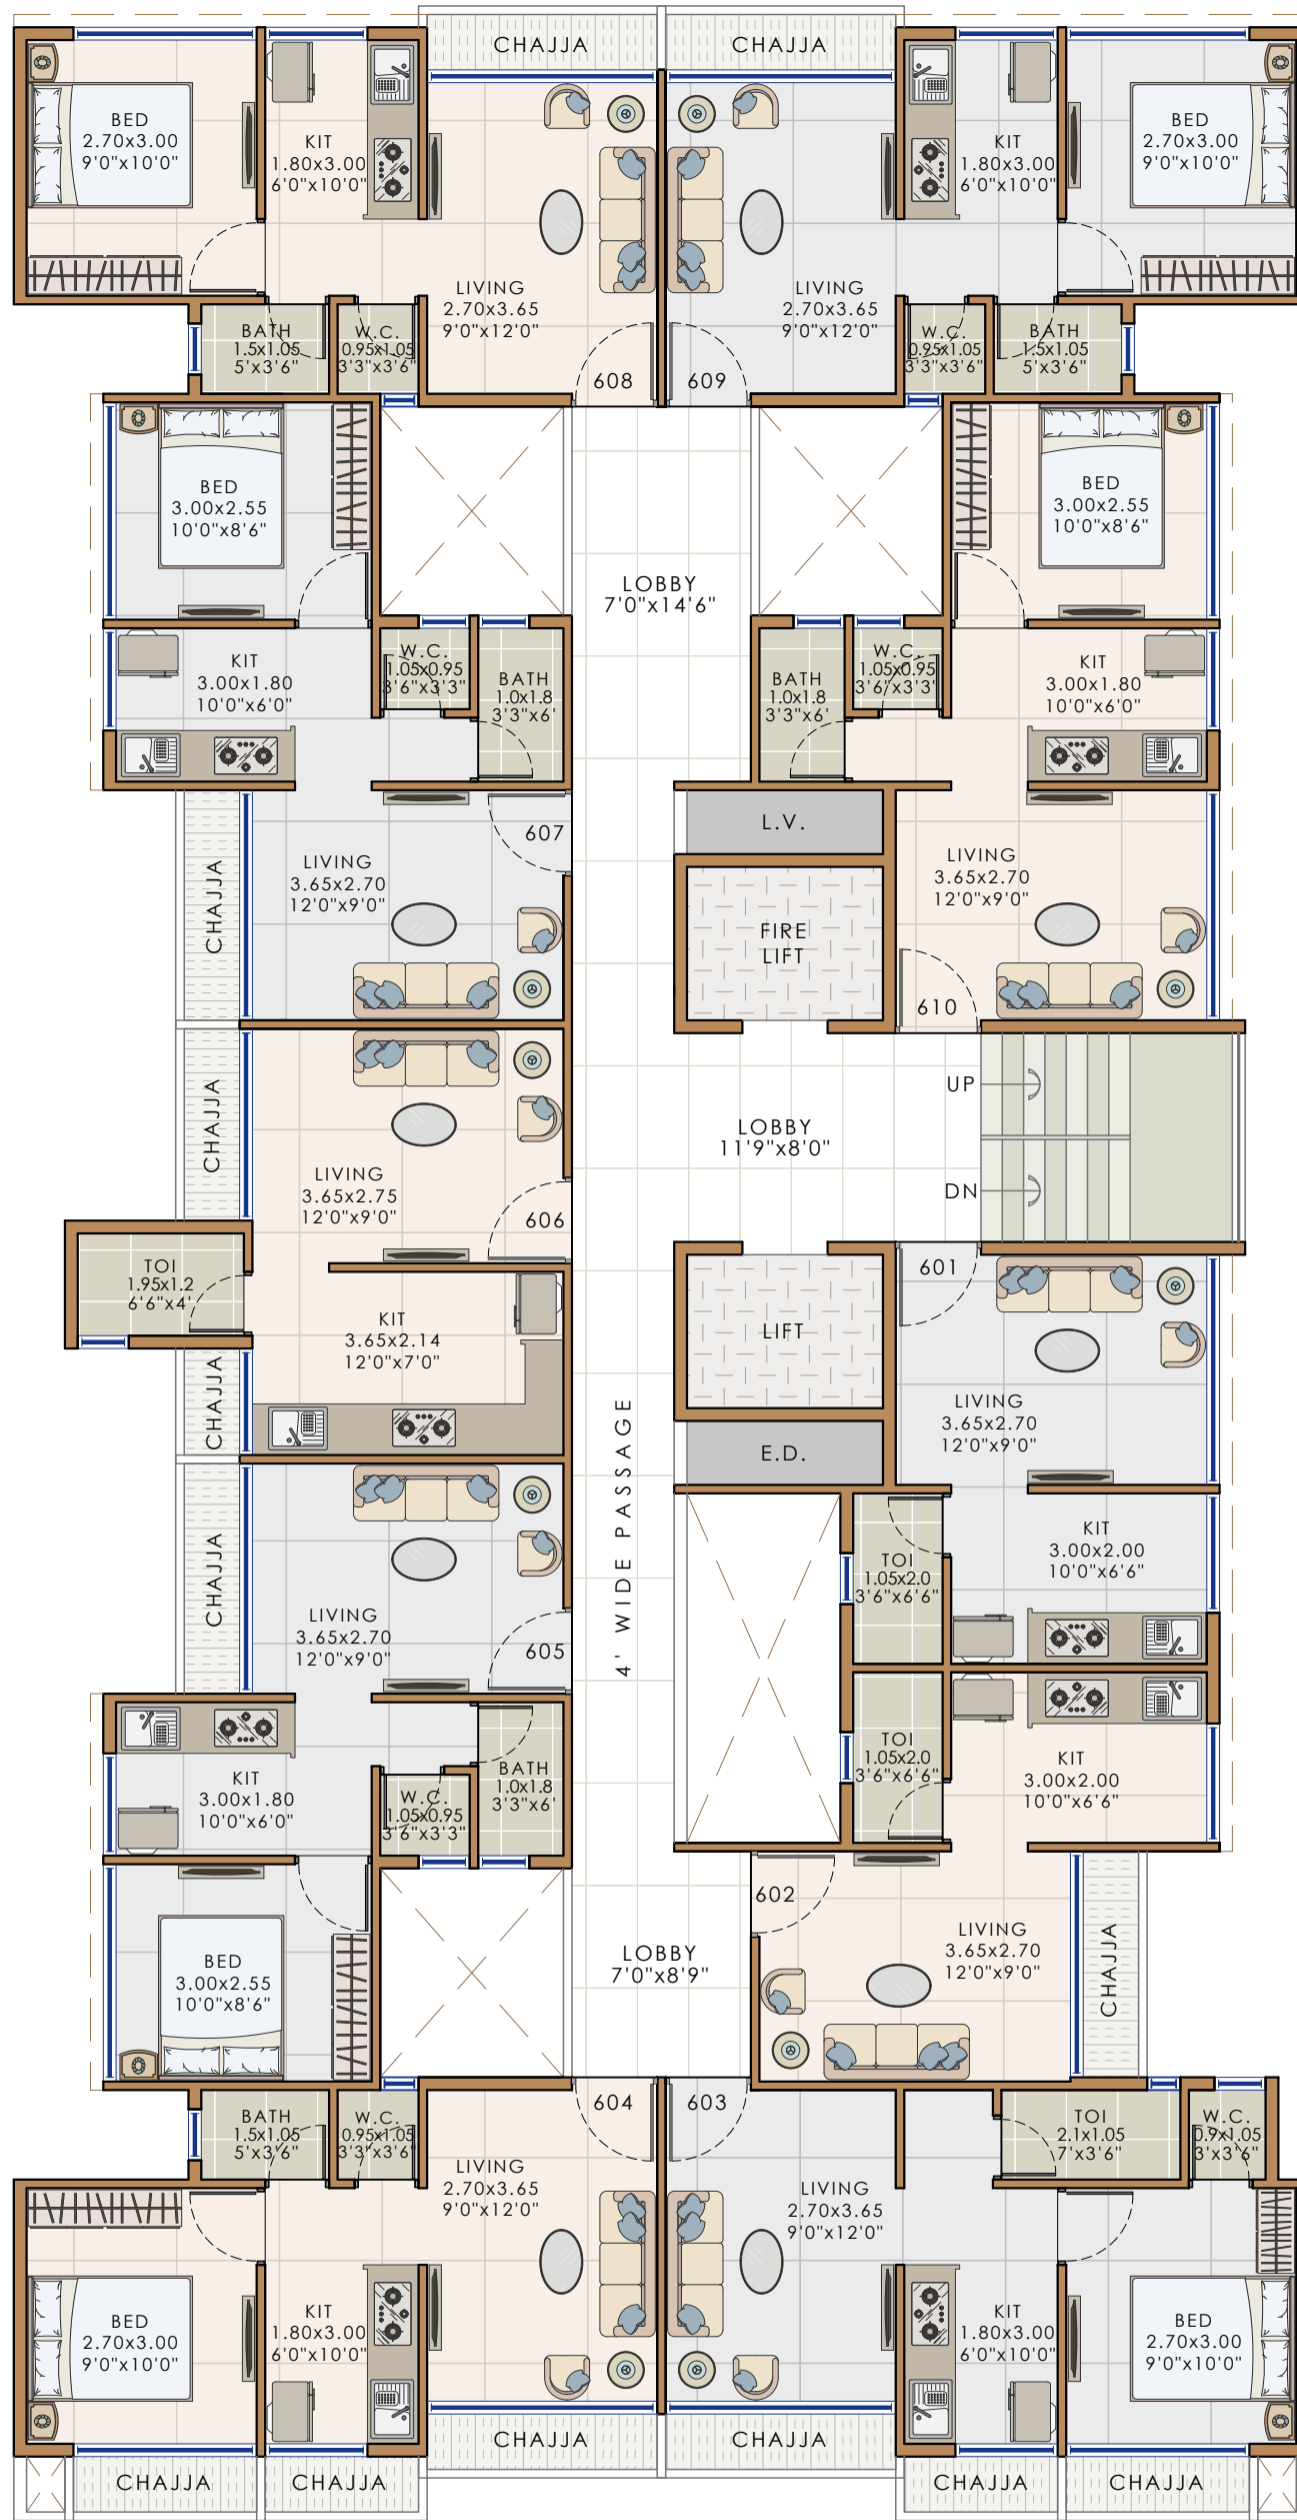 CHAJJA
CHAJJA
BED
2.70x3.00
9'0"x10'0"
KIT
1.80x3.00
6'0"x10'0"
LIVING
2.70x3.65
9'0"x12'0"
BATH
1.5x1.05
5'x3'6"
W.C.
0.95x1.05
3'3"x3'6"
608
KIT
1.80x3.00
6'0"x10'0"
BED
2.70x3.00
9'0"x10'0"
LIVING
2.70x3.65
9'0"x12'0"
W.C.
0.95x1.05
3'3"x3'6"
BATH
1.5x1.05
5'x3'6"
609
BED
3.00x2.55
10'0"x8'6"
LOBBY
7'0"x14'6"
BED
3.00x2.55
10'0"x8'6"
KIT
3.00x1.80
10'0"x6'0"
W.C.
1.05x0.95
3'6"x3'3"
BATH
1.0x1.8
3'3"x6'
BATH
1.0x1.8
3'3"x6'
W.C.
1.05x0.95
3'6"x3'3"
KIT
3.00x1.80
10'0"x6'0"
607
L.V.
CHAJJA
LIVING
3.65x2.70
12'0"x9'0"
FIRE
LIFT
LIVING
3.65x2.70
12'0"x9'0"
610
CHAJJA
LIVING
3.65x2.75
12'0"x9'0"
606
LOBBY
11'9"x8'0"
UP
DN
TOI
1.95x1.2
6'6"x4'
KIT
3.65x2.14
12'0"x7'0"
CHAJJA
LIFT
601
LIVING
3.65x2.70
12'0"x9'0"
E.D.
4' WIDE PASSAGE
CHAJJA
LIVING
3.65x2.70
12'0"x9'0"
605
TOI
1.05x2.0
3'6"x6'6"
KIT
3.00x2.00
10'0"x6'6"
TOI
1.05x2.0
3'6"x6'6"
KIT
3.00x2.00
10'0"x6'6"
KIT
3.00x1.80
10'0"x6'0"
W.C.
1.05x0.95
3'6"x3'3"
BATH
1.0x1.8
3'3"x6'
602
BED
3.00x2.55
10'0"x8'6"
LOBBY
7'0"x8'9"
LIVING
3.65x2.70
12'0"x9'0"
CHAJJA
BATH
1.5x1.05
5'x3'6"
W.C.
0.95x1.05
3'3"x3'6"
604
603
TOI
2.1x1.05
7'x3'6"
W.C.
0.9x1.05
3'x3'6"
LIVING
2.70x3.65
9'0"x12'0"
LIVING
2.70x3.65
9'0"x12'0"
BED
2.70x3.00
9'0"x10'0"
KIT
1.80x3.00
6'0"x10'0"
KIT
1.80x3.00
6'0"x10'0"
BED
2.70x3.00
9'0"x10'0"
CHAJJA
CHAJJA
CHAJJA
CHAJJA
CHAJJA
CHAJJA